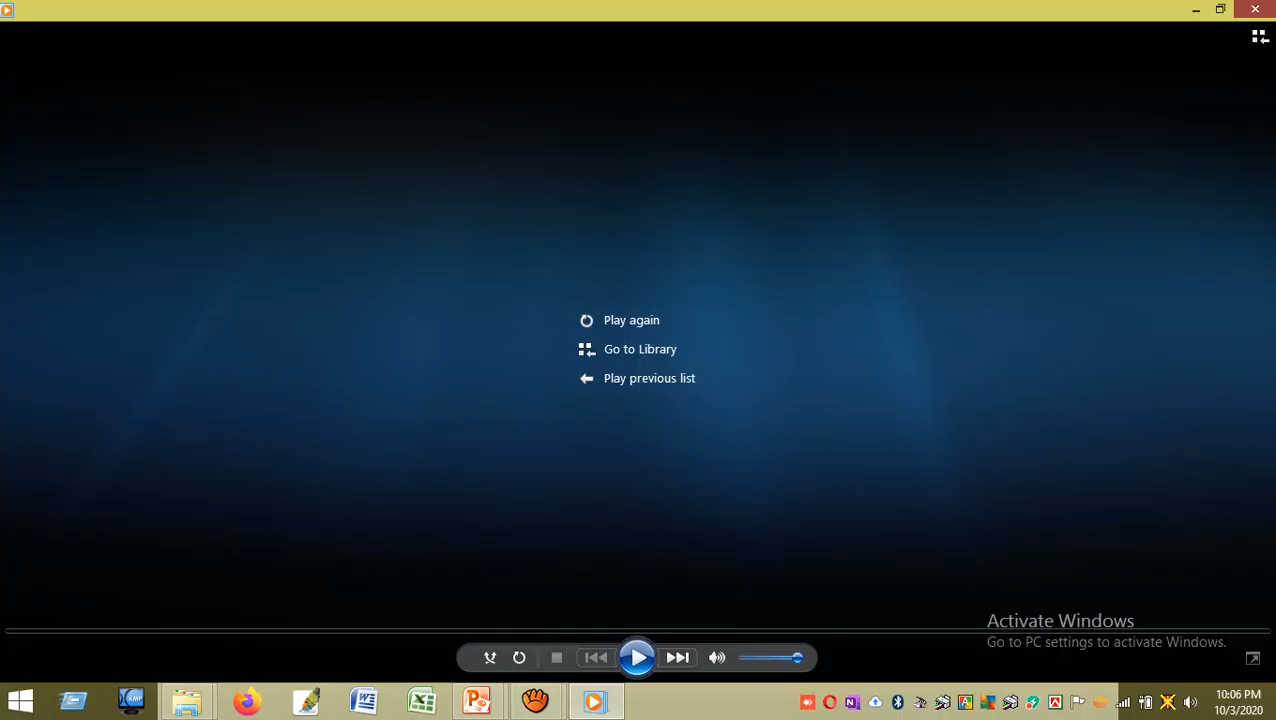 Play again
Go to Library
Play previous list
Activate Windows
Go to PC settings to activate Windows.
10:06 PM
10/3/2020